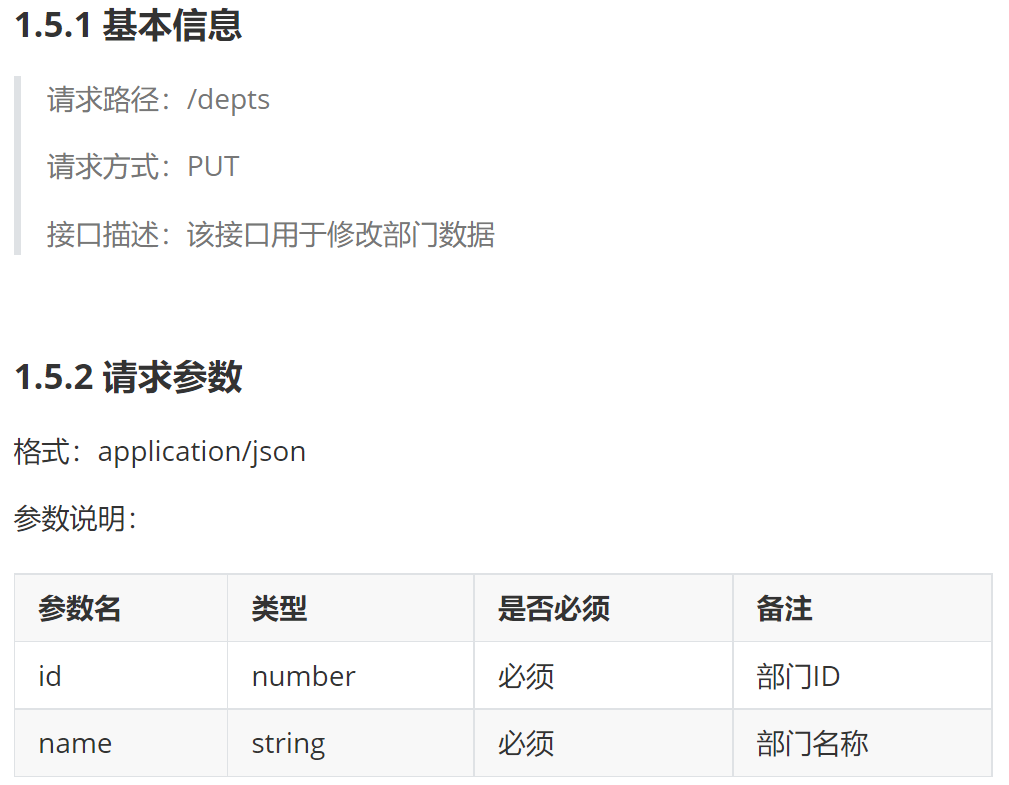 1.5.1 基本信息
请求路径：/depts
请求方式：PUT
接口描述：该接口用于修改部门数据
1.5.2 请求参数
格式：application/json
参数说明：
参数名 类型 是否必须 备注
id number 必须 部门ID
name string 必须 部门名称